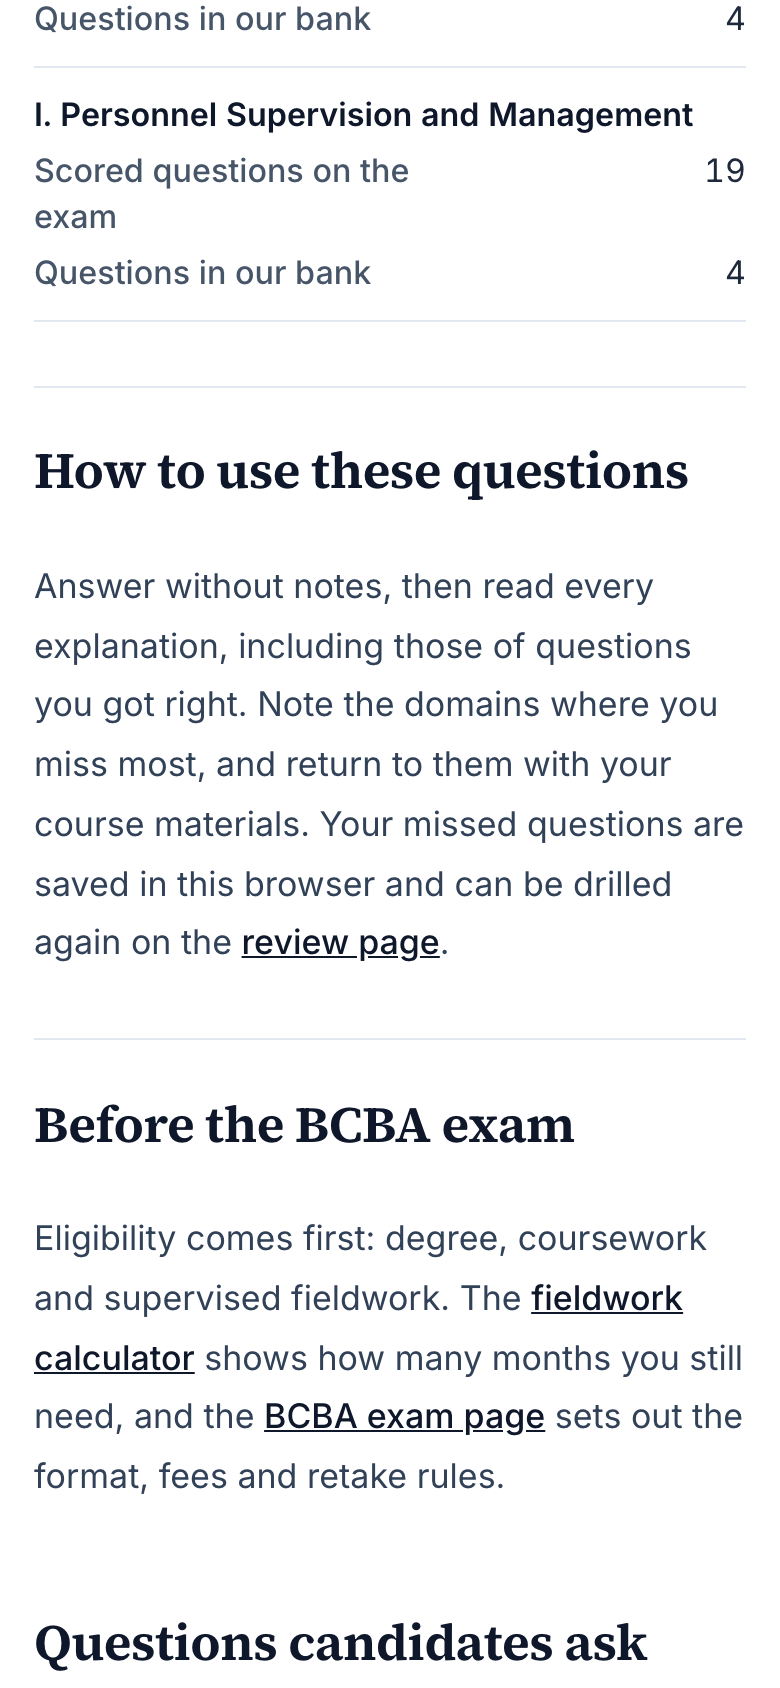 Questions in our bank 4
I. Personnel Supervision and Management
Scored questions on the 19
exam
Questions in our bank 4
How to use these questions
Answer without notes, then read every
explanation, including those of questions
you got right. Note the domains where you
miss most, and return to them with your
course materials. Your missed questions are
saved in this browser and can be drilled
again on the review page.
Before the BCBA exam
Eligibility comes first: degree, coursework
and supervised fieldwork. The fieldwork
calculator shows how many months you still
need, and the BCBA exam page sets out the
format, fees and retake rules.
Questions candidates ask